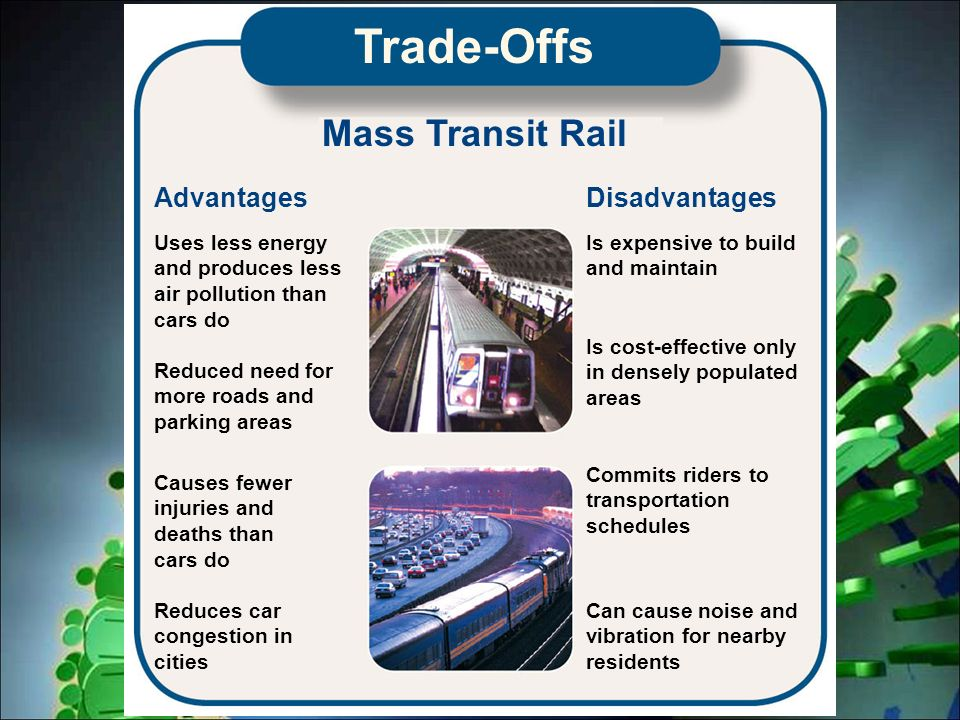 Trade-Offs
Mass Transit Rail
Advantages
Uses less energy
and produces less
air pollution than
cars do
Reduced need for
more roads and
parking areas
Causes fewer
injuries and
deaths than
cars do
Reduces car
congestion in
cities
Disadvantages
Is expensive to build
and maintain
Is cost-effective only
in densely populated
areas
Commits riders to
transportation
schedules
Can cause noise and
vibration for nearby
residents